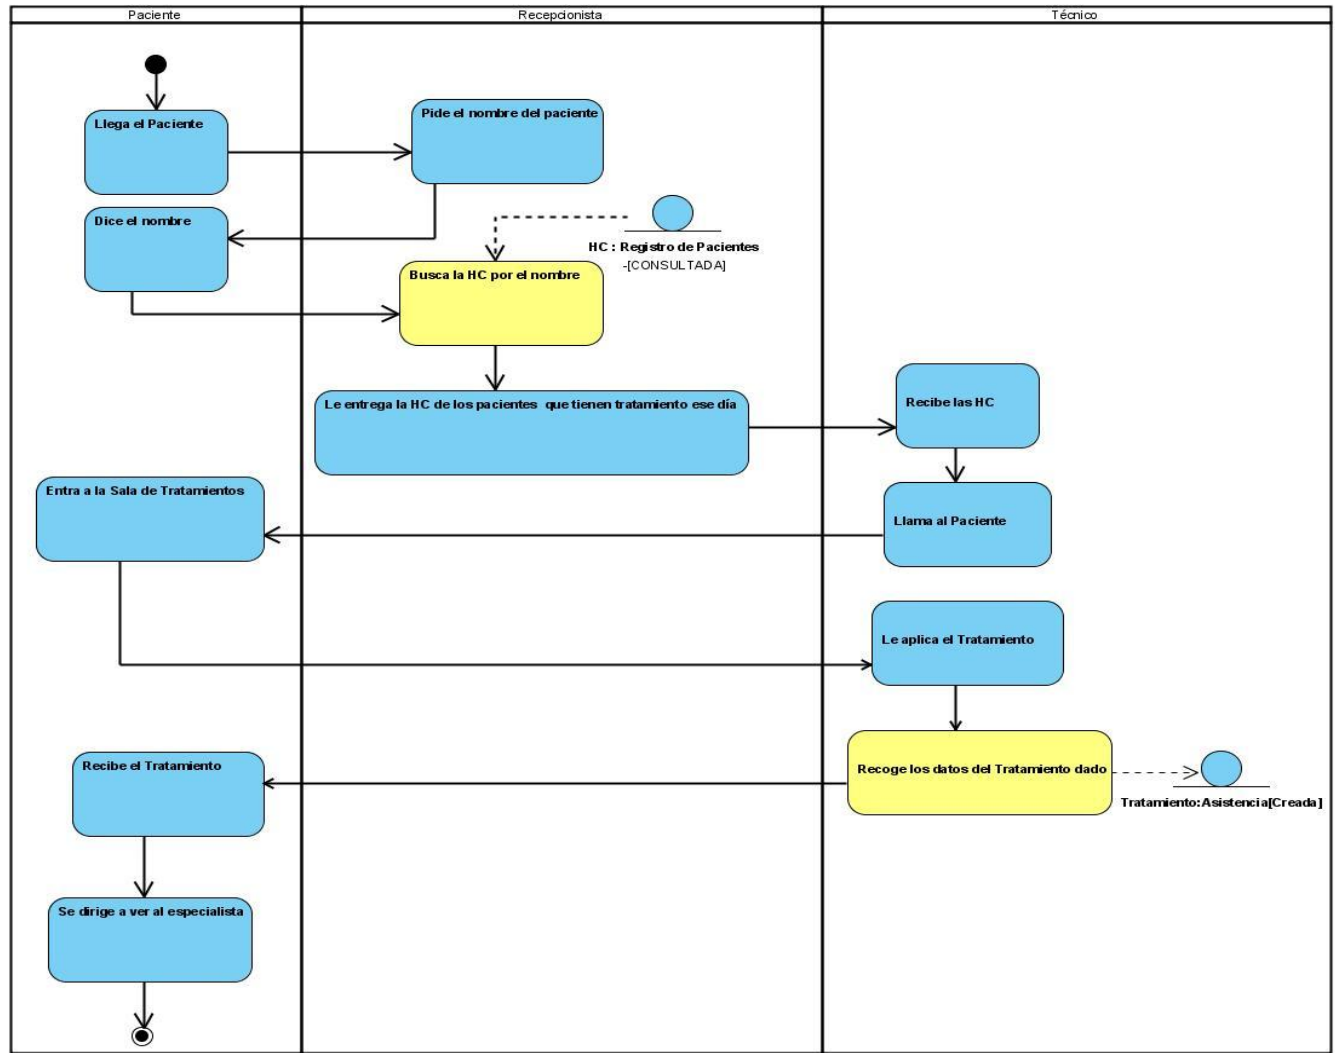 Paciente
Recepcionista
Técnico
Llega el Paciente
Pide el nombre del paciente
Dice el nombre
HC : Registro de Pacientes
-[CONSULTADA]
Busca la HC por el nombre
Le entrega la HC de los pacientes que tienen tratamiento ese día
Recibe las HC
Entra a la Sala de Tratamientos
Llama al Paciente
Le aplica el Tratamiento
Recibe el Tratamiento
Recoge los datos del Tratamiento dado
Tratamiento:Asistencia[Creada]
Se dirige a ver al especialista